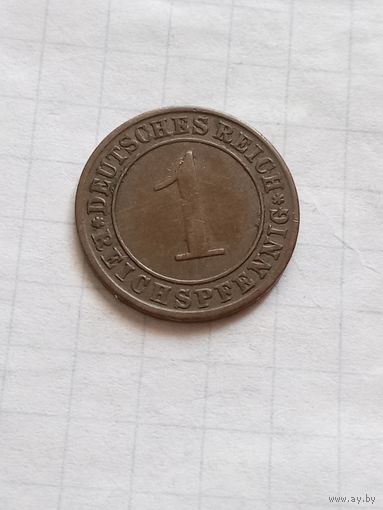 *DEUTSCHES REICH*
REICHSPFENNIG
1
www.ay.by